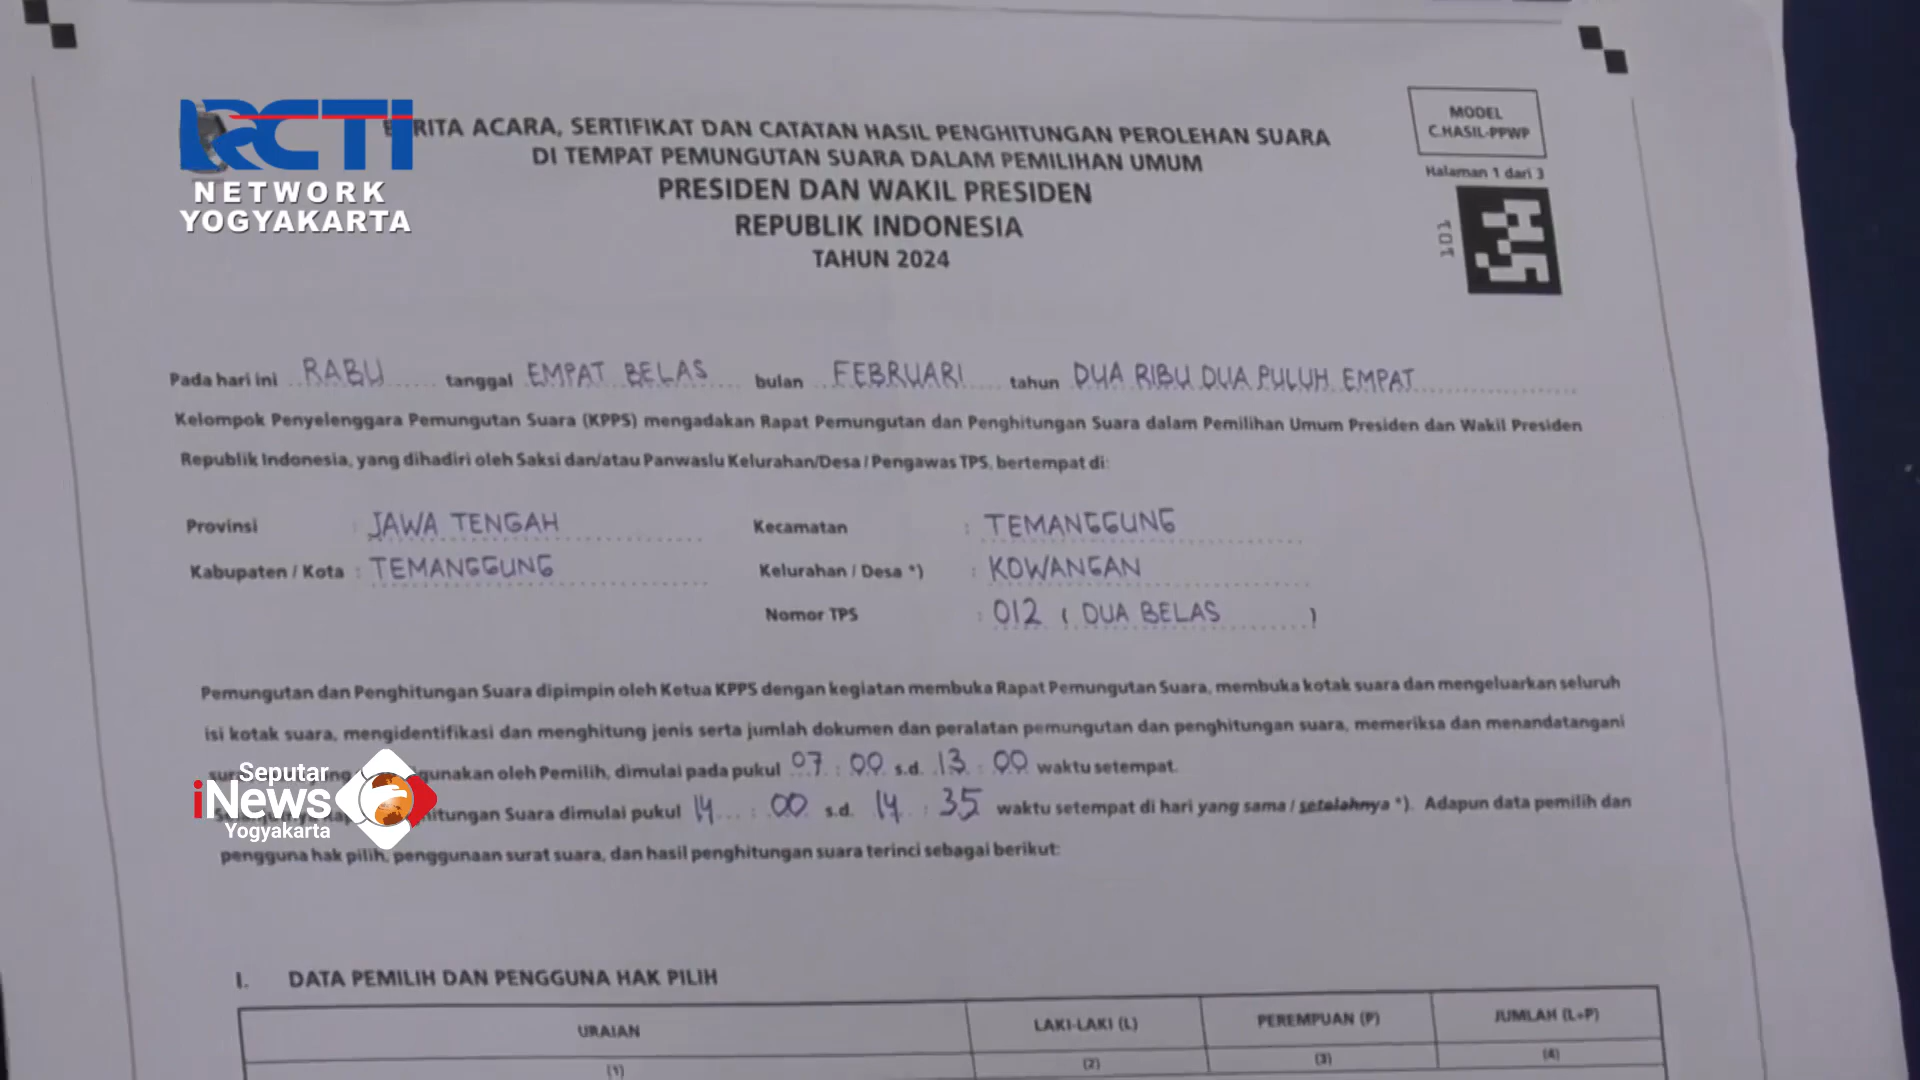 RCTI
NETWORK
YOGYAKARTA
RITA ACARA, SERTIFIKAT DAN CATATAN HASIL PENGHITUNGAN PEROLEHAN SUARA
DI TEMPAT PEMUNGUTAN SUARA DALAM PEMILIHAN UMUM
PRESIDEN DAN WAKIL PRESIDEN
REPUBLIK INDONESIA
TAHUN 2024
MODEL
C.HASIL-PPWP
Halaman 1 dari 3
101
Pada hari ini RABU tanggal EMPAT BELAS bulan FEBRUARI tahun DUA RIBU DUA PULUH EMPAT
Kelompok Penyelenggara Pemungutan Suara (KPPS) mengadakan Rapat Pemungutan dan Penghitungan Suara dalam Pemilihan Umum Presiden dan Wakil Presiden
Republik Indonesia, yang dihadiri oleh Saksi dan/atau Panwaslu Kelurahan/Desa / Pengawas TPS, bertempat di:
Provinsi : JAWA TENGAH Kecamatan : TEMANGGUNG
Kabupaten / Kota : TEMANGGUNG Kelurahan / Desa *) : KOWANGAN
Nomor TPS : 012 ( DUA BELAS )
Pemungutan dan Penghitungan Suara dipimpin oleh Ketua KPPS dengan kegiatan membuka Rapat Pemungutan Suara, membuka kotak suara dan mengeluarkan seluruh
isi kotak suara, mengidentifikasi dan menghitung jenis serta jumlah dokumen dan peralatan pemungutan dan penghitungan suara, memeriksa dan menandatangani
gunakan oleh Pemilih, dimulai pada pukul 07 : 00 s.d. 13 : 00 waktu setempat.
hitungan Suara dimulai pukul 14 : 00 s.d. 14 : 35 waktu setempat di hari yang sama / setelahnya *). Adapun data pemilih dan
pengguna hak pilih, penggunaan surat suara, dan hasil penghitungan suara terinci sebagai berikut:
Seputar
iNews
Yogyakarta
I. DATA PEMILIH DAN PENGGUNA HAK PILIH
URAIAN LAKI-LAKI (L) PEREMPUAN (P) JUMLAH (L+P)
(1) (2) (3) (4)